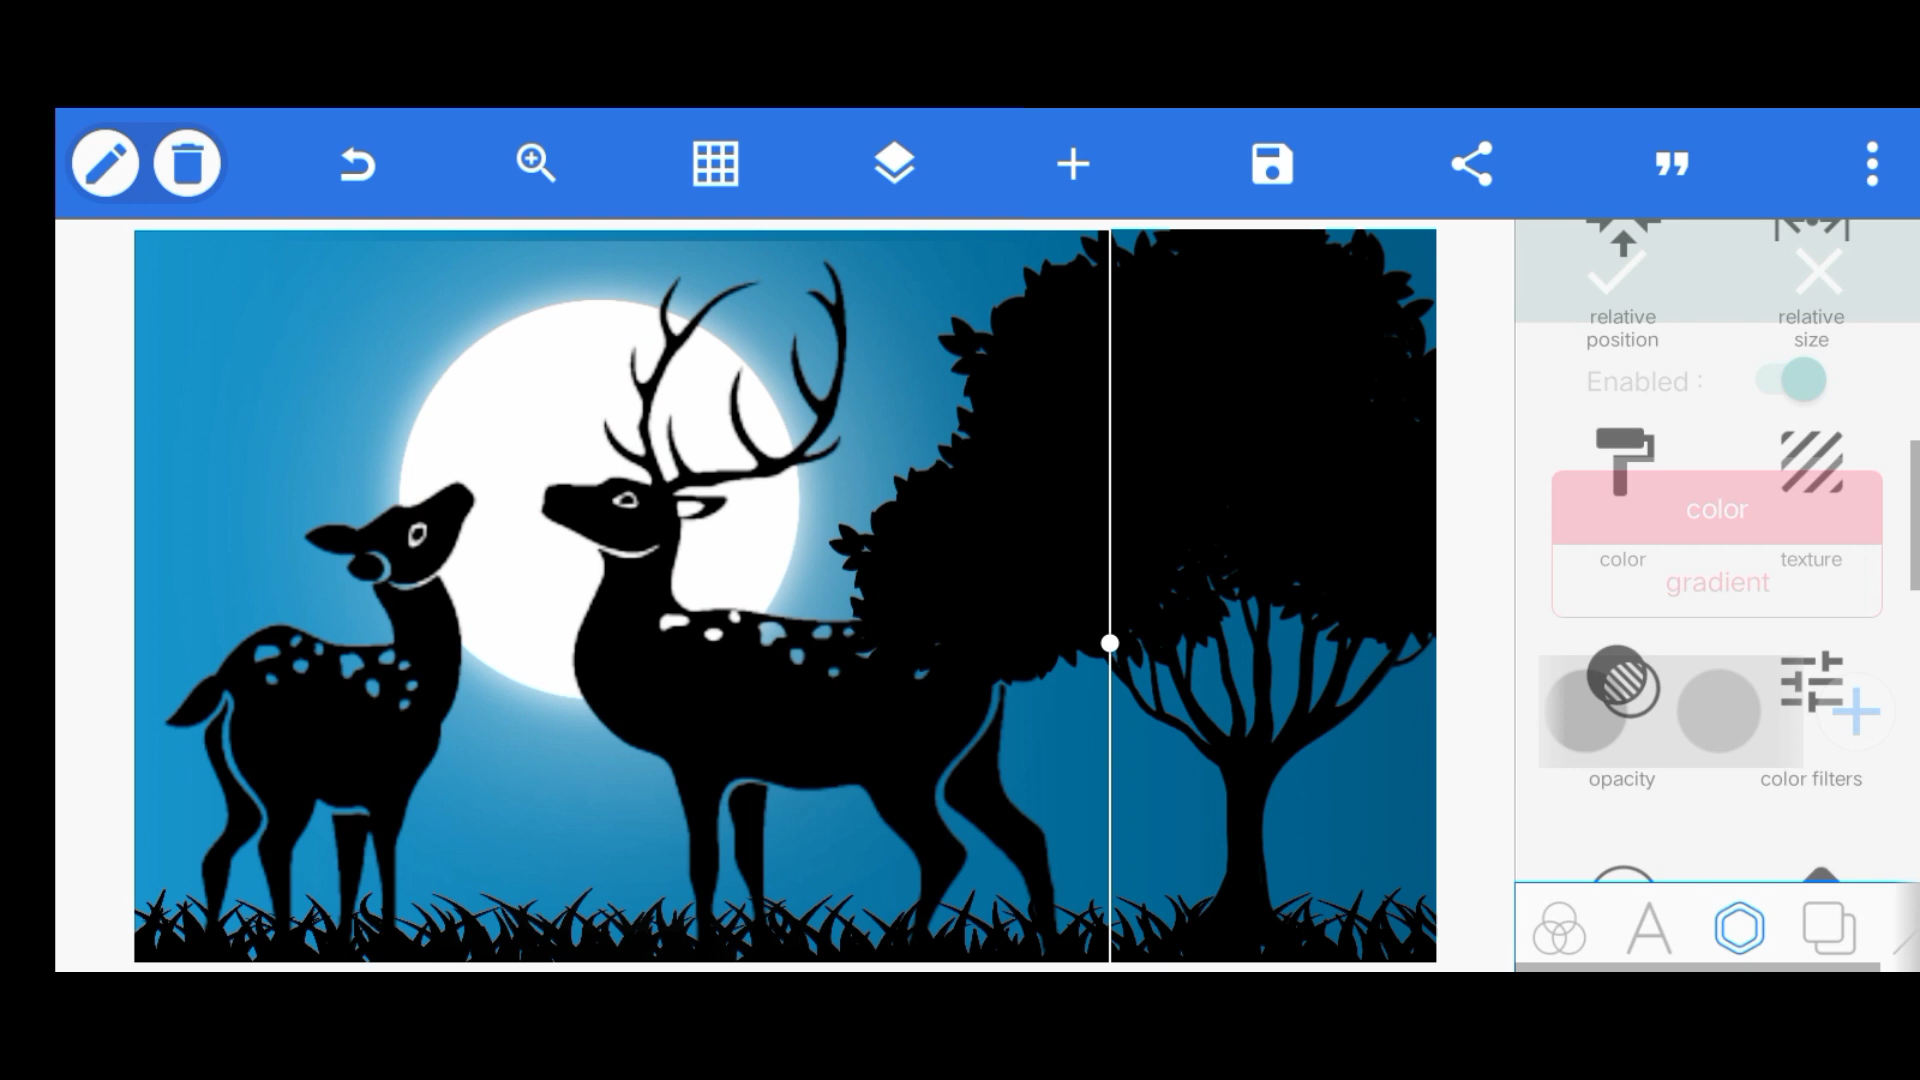 relative
position
relative
size
Enabled :
color
color
texture
gradient
opacity
color filters
A